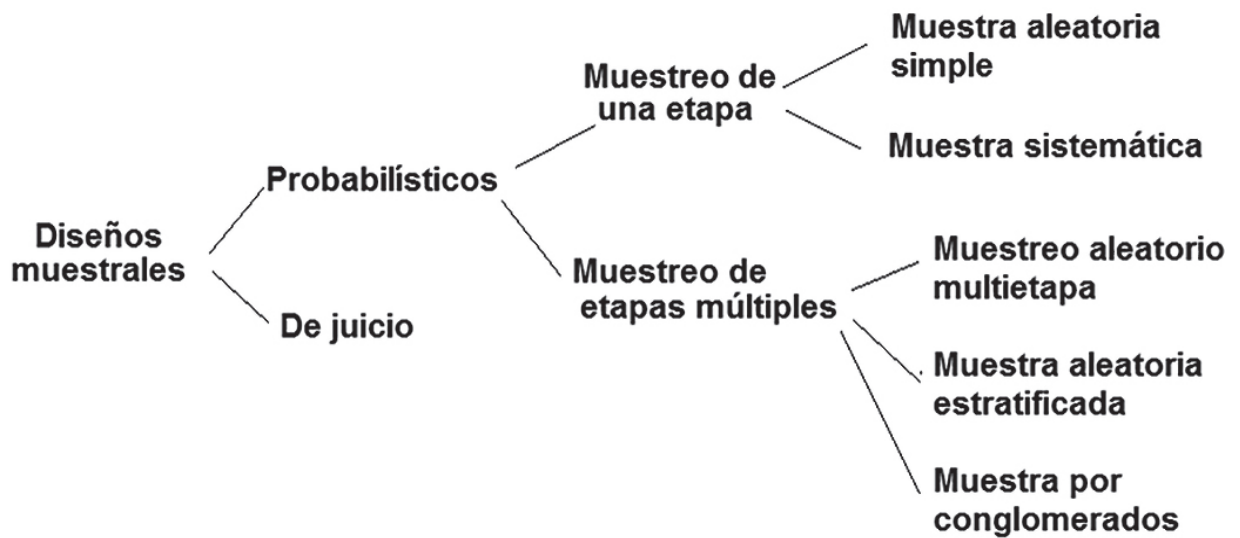 Diseños
muestrales
Probabilísticos
De juicio
Muestreo de
una etapa
Muestreo de
etapas múltiples
Muestra aleatoria
simple
Muestra sistemática
Muestreo aleatorio
multietapa
Muestra aleatoria
estratificada
Muestra por
conglomerados